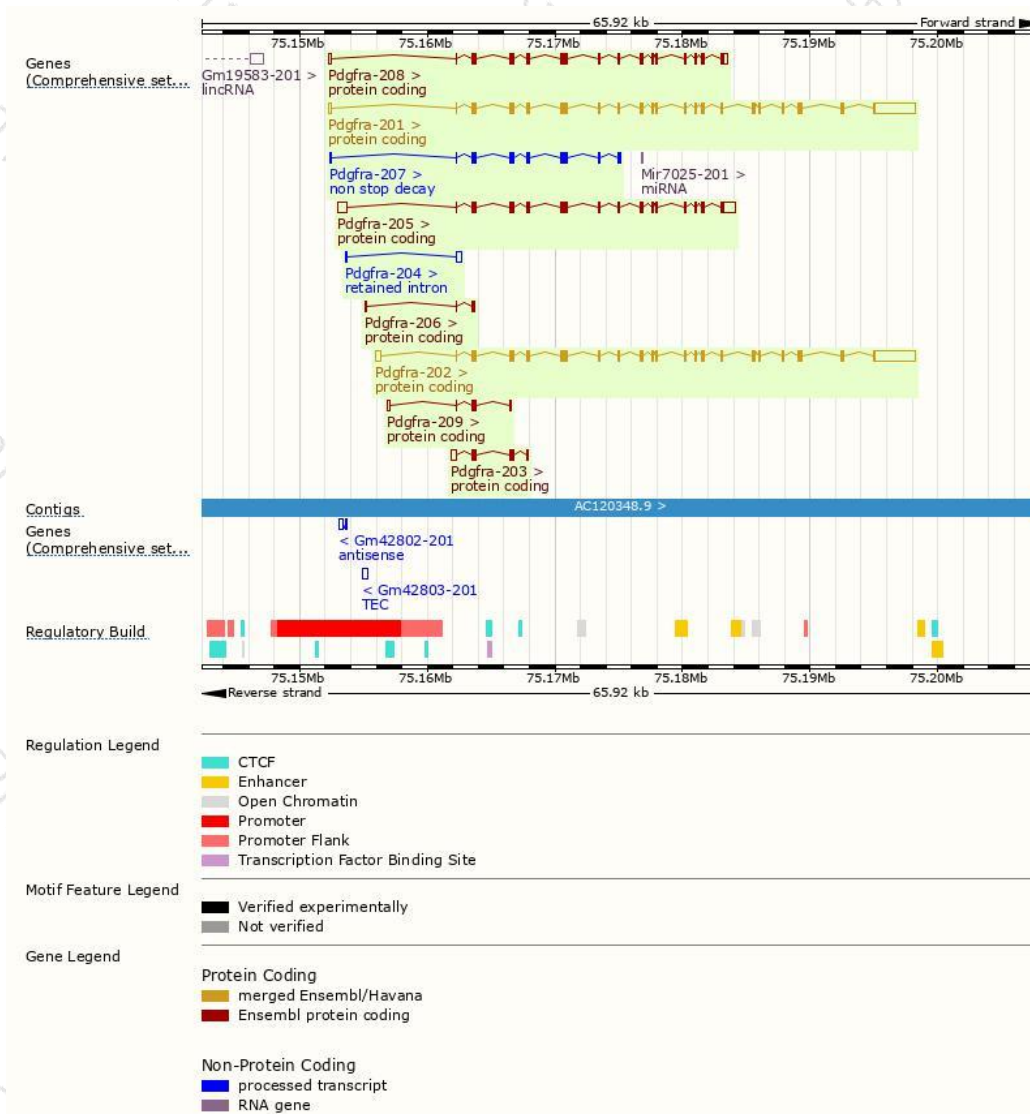 65.92 kb Forward strand
75.15Mb 75.16Mb 75.17Mb 75.18Mb 75.19Mb 75.20Mb
Genes
(Comprehensive set...
Gm19583-201 >
lincRNA
Pdgfra-208 >
protein coding
Pdgfra-201 >
protein coding
Pdgfra-207 >
non stop decay
Mir7025-201 >
miRNA
Pdgfra-205 >
protein coding
Pdgfra-204 >
retained intron
Pdgfra-206 >
protein coding
Pdgfra-202 >
protein coding
Pdgfra-209 >
protein coding
Pdgfra-203 >
protein coding
Contigs
AC120348.9 >
Genes
(Comprehensive set...
< Gm42802-201
antisense
< Gm42803-201
TEC
Regulatory Build
75.15Mb 75.16Mb 75.17Mb 75.18Mb 75.19Mb 75.20Mb
Reverse strand 65.92 kb
Regulation Legend
CTCF
Enhancer
Open Chromatin
Promoter
Promoter Flank
Transcription Factor Binding Site
Motif Feature Legend
Verified experimentally
Not verified
Gene Legend
Protein Coding
merged Ensembl/Havana
Ensembl protein coding
Non-Protein Coding
processed transcript
RNA gene